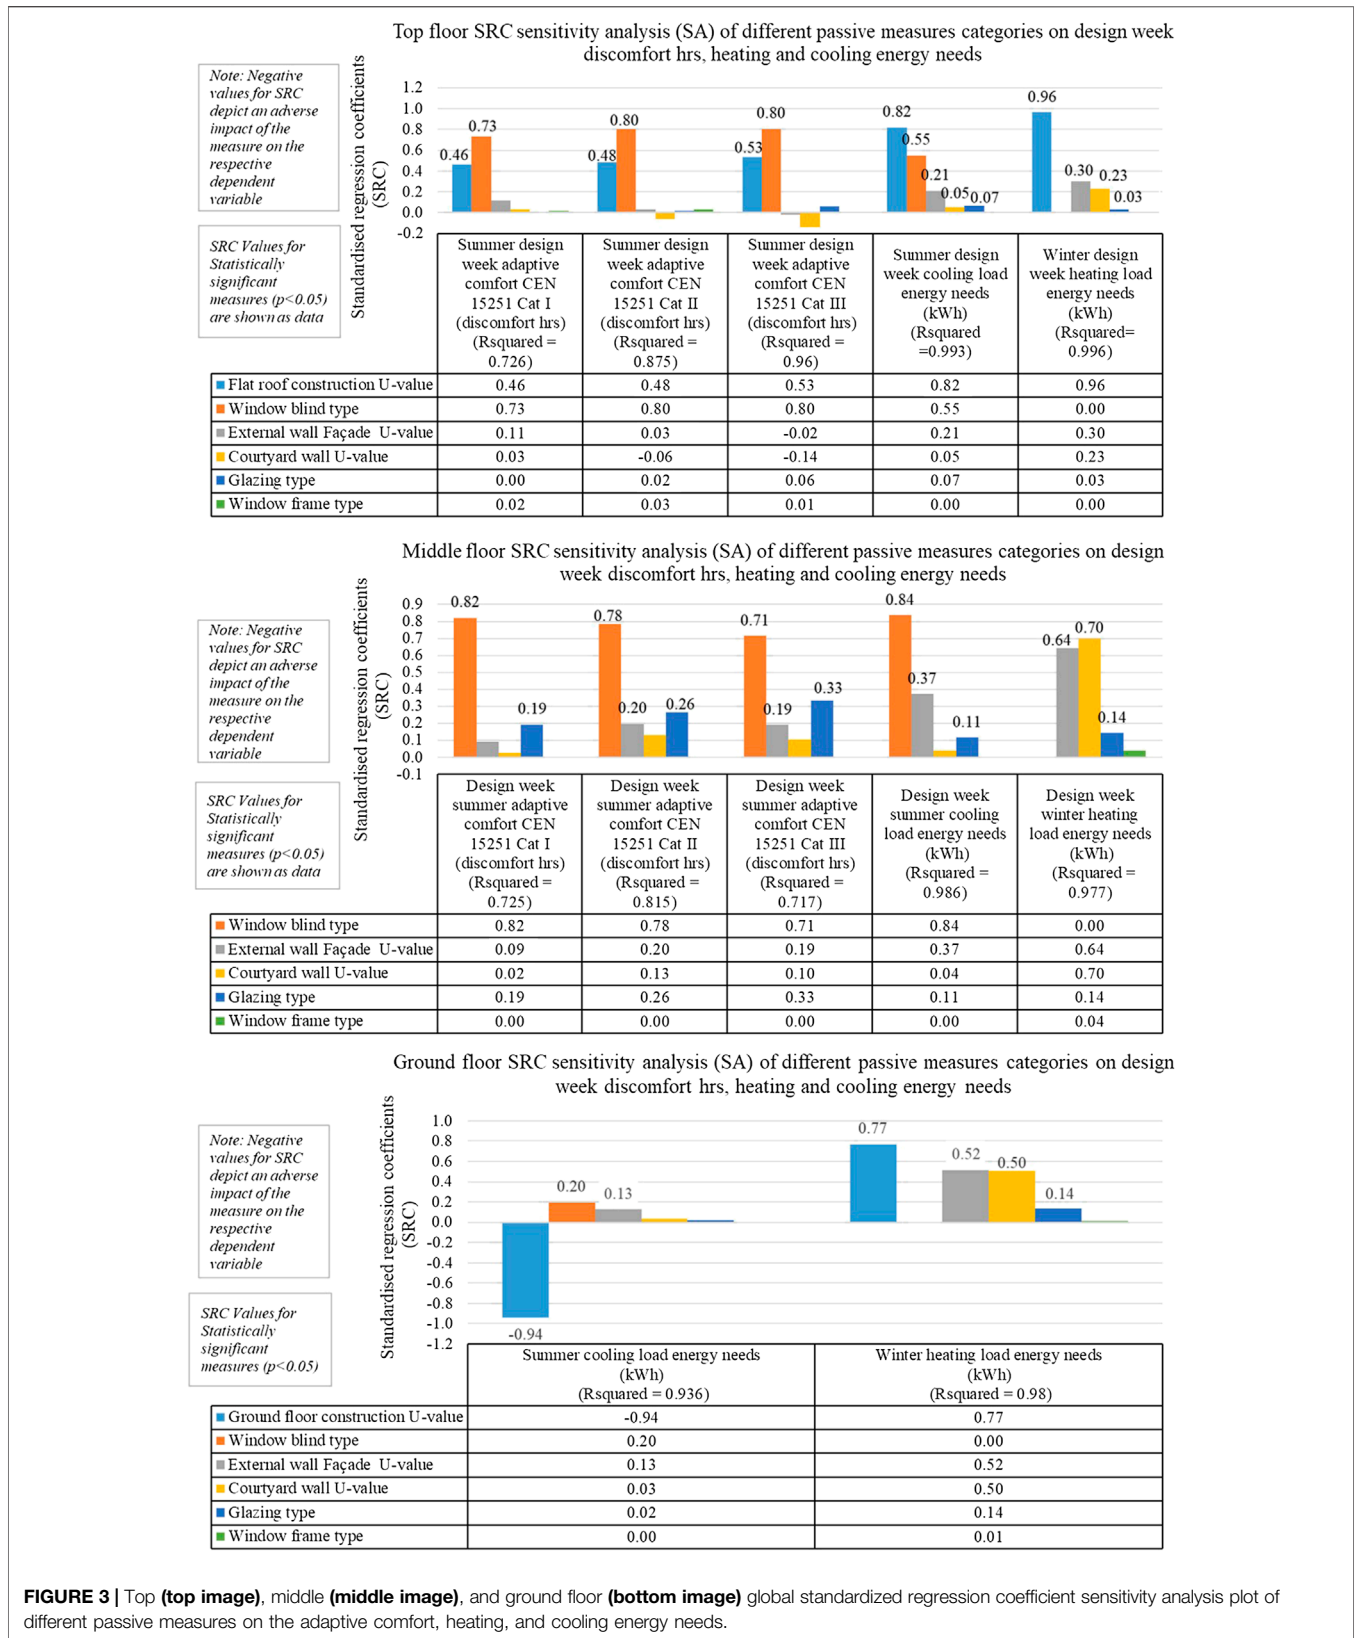 Top floor SRC sensitivity analysis (SA) of different passive measures categories on design week
discomfort hrs, heating and cooling energy needs
Note: Negative
values for SRC
depict an adverse
impact of the
measure on the
respective
dependent
variable
SRC Values for
Statistically
significant
measures (p<0.05)
are shown as data
Standardised regression coefficients
(SRC)
1.2
1.0
0.8
0.6
0.4
0.2
0.0
-0.2
0.46
0.73
0.48
0.80
0.53
0.80
0.82
0.55
0.21
0.05
0.07
0.96
0.30
0.23
0.03
Summer design
week adaptive
comfort CEN
15251 Cat I
(discomfort hrs)
(Rsquared =
0.726)
Summer design
week adaptive
comfort CEN
15251 Cat II
(discomfort hrs)
(Rsquared =
0.875)
Summer design
week adaptive
comfort CEN
15251 Cat III
(discomfort hrs)
(Rsquared =
0.96)
Summer design
week cooling load
energy needs
(kWh)
(Rsquared
=0.993)
Winter design
week heating load
energy needs
(kWh)
(Rsquared=
0.996)
Flat roof construction U-value 0.46 0.48 0.53 0.82 0.96
Window blind type 0.73 0.80 0.80 0.55 0.00
External wall Façade U-value 0.11 0.03 -0.02 0.21 0.30
Courtyard wall U-value 0.03 -0.06 -0.14 0.05 0.23
Glazing type 0.00 0.02 0.06 0.07 0.03
Window frame type 0.02 0.03 0.01 0.00 0.00
Middle floor SRC sensitivity analysis (SA) of different passive measures categories on design
week discomfort hrs, heating and cooling energy needs
Note: Negative
values for SRC
depict an adverse
impact of the
measure on the
respective
dependent
variable
SRC Values for
Statistically
significant
measures (p<0.05)
are shown as data
Standardised regression coefficients
(SRC)
0.9
0.8
0.7
0.6
0.5
0.4
0.3
0.2
0.1
0.0
-0.1
0.82
0.19
0.78
0.20
0.26
0.71
0.19
0.33
0.84
0.37
0.11
0.64
0.70
0.14
Design week
summer adaptive
comfort CEN
15251 Cat I
(discomfort hrs)
(Rsquared =
0.725)
Design week
summer adaptive
comfort CEN
15251 Cat II
(discomfort hrs)
(Rsquared =
0.815)
Design week
summer adaptive
comfort CEN
15251 Cat III
(discomfort hrs)
(Rsquared =
0.717)
Design week
summer cooling
load energy needs
(kWh)
(Rsquared =
0.986)
Design week
winter heating
load energy needs
(kWh)
(Rsquared =
0.977)
Window blind type 0.82 0.78 0.71 0.84 0.00
External wall Façade U-value 0.09 0.20 0.19 0.37 0.64
Courtyard wall U-value 0.02 0.13 0.10 0.04 0.70
Glazing type 0.19 0.26 0.33 0.11 0.14
Window frame type 0.00 0.00 0.00 0.00 0.04
Ground floor SRC sensitivity analysis (SA) of different passive measures categories on design
week discomfort hrs, heating and cooling energy needs
Note: Negative
values for SRC
depict an adverse
impact of the
measure on the
respective
dependent
variable
SRC Values for
Statistically
significant
measures (p<0.05)
Standardised regression coefficients
(SRC)
1.0
0.8
0.6
0.4
0.2
0.0
-0.2
-0.4
-0.6
-0.8
-1.0
-1.2
-0.94
0.20
0.13
0.77
0.52
0.50
0.14
Summer cooling load energy needs
(kWh)
(Rsquared = 0.936)
Winter heating load energy needs
(kWh)
(Rsquared = 0.98)
Ground floor construction U-value -0.94 0.77
Window blind type 0.20 0.00
External wall Façade U-value 0.13 0.52
Courtyard wall U-value 0.03 0.50
Glazing type 0.02 0.14
Window frame type 0.00 0.01
FIGURE 3 | Top (top image), middle (middle image), and ground floor (bottom image) global standardized regression coefficient sensitivity analysis plot of
different passive measures on the adaptive comfort, heating, and cooling energy needs.